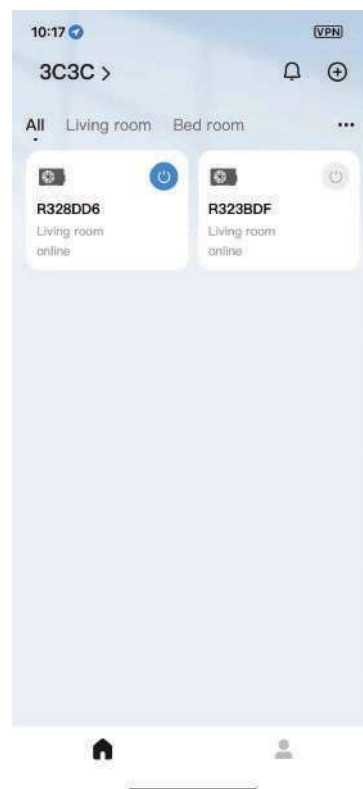 10:17 VPN
3C3C >
All Living room Bed room •••
R328DD6 R323BDF
Living room Living room
online online